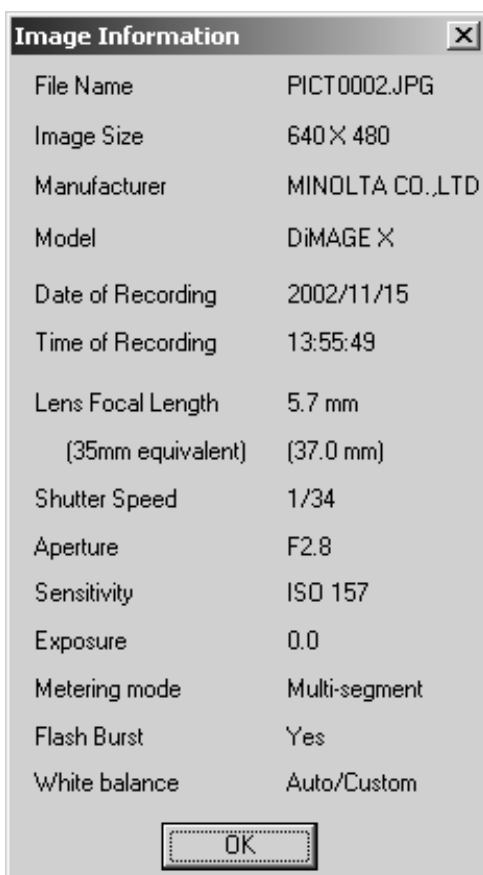 Image Information
File Name PICT0002.JPG
Image Size 640 X 480
Manufacturer MINOLTA CO.,LTD
Model DiMAGE X
Date of Recording 2002/11/15
Time of Recording 13:55:49
Lens Focal Length 5.7 mm
(35mm equivalent) (37.0 mm)
Shutter Speed 1/34
Aperture F2.8
Sensitivity ISO 157
Exposure 0.0
Metering mode Multi-segment
Flash Burst Yes
White balance Auto/Custom
OK